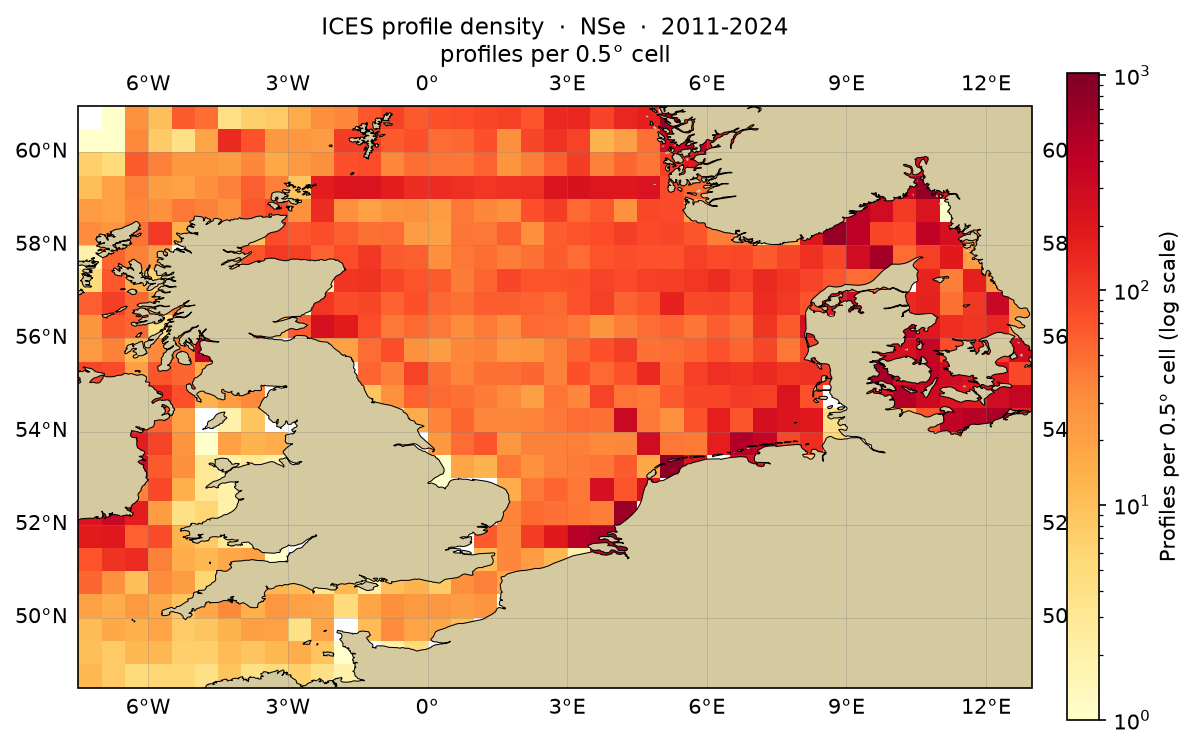 ICES profile density · NSe · 2011-2024
profiles per 0.5° cell
6°W 3°W 0° 3°E 6°E 9°E 12°E
10³
60°N 60
58°N 58
10²
56°N 56
54°N 54
52°N 52
10¹
50°N 50
10⁰
6°W 3°W 0° 3°E 6°E 9°E 12°E
Profiles per 0.5° cell (log scale)